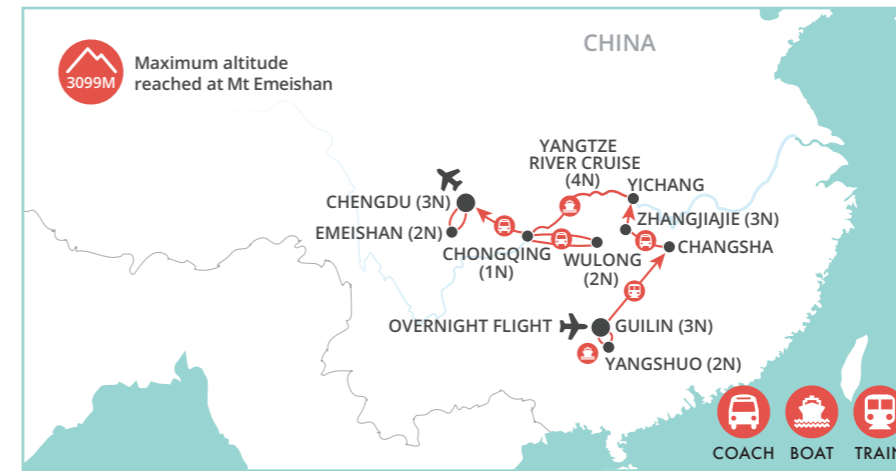 CHINA
3099M
Maximum altitude
reached at Mt Emeishan
YANGTZE
RIVER CRUISE
(4N)
YICHANG
CHENGDU (3N)
ZHANGJIAJIE (3N)
EMEISHAN (2N)
CHONGQING
(1N)
WULONG
(2N)
CHANGSHA
OVERNIGHT FLIGHT
GUILIN (3N)
YANGSHUO (2N)
COACH BOAT TRAIN